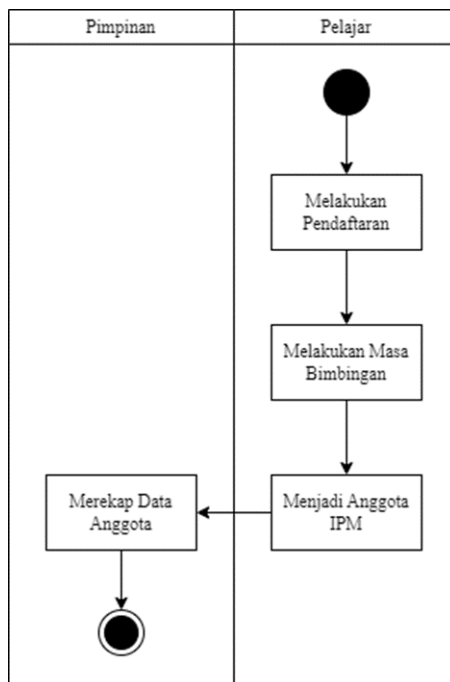 Pimpinan
Pelajar
Melakukan
Pendaftaran
Melakukan Masa
Bimbingan
Menjadi Anggota
IPM
Merekap Data
Anggota